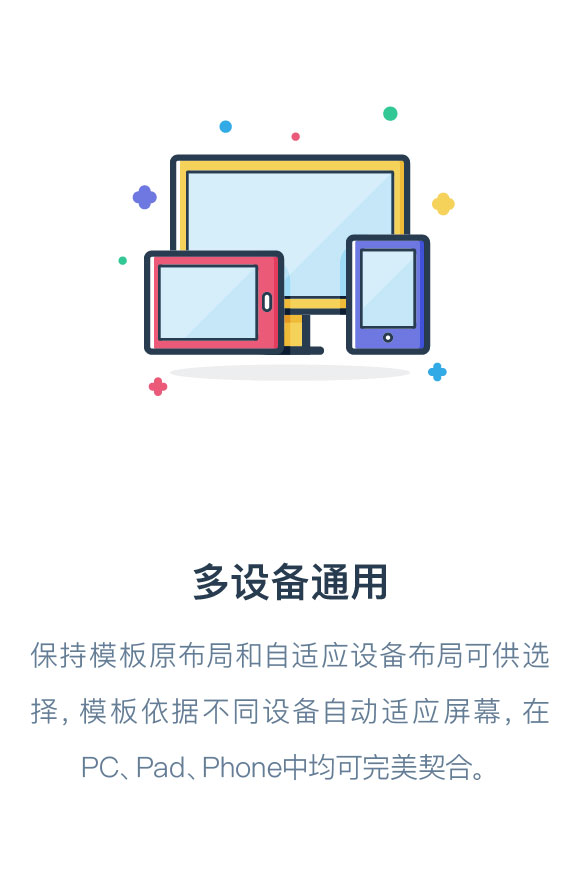 多设备通用
保持模板原布局和自适应设备布局可供选
择, 模板依据不同设备自动适应屏幕, 在
PC、Pad、Phone中均可完美契合。